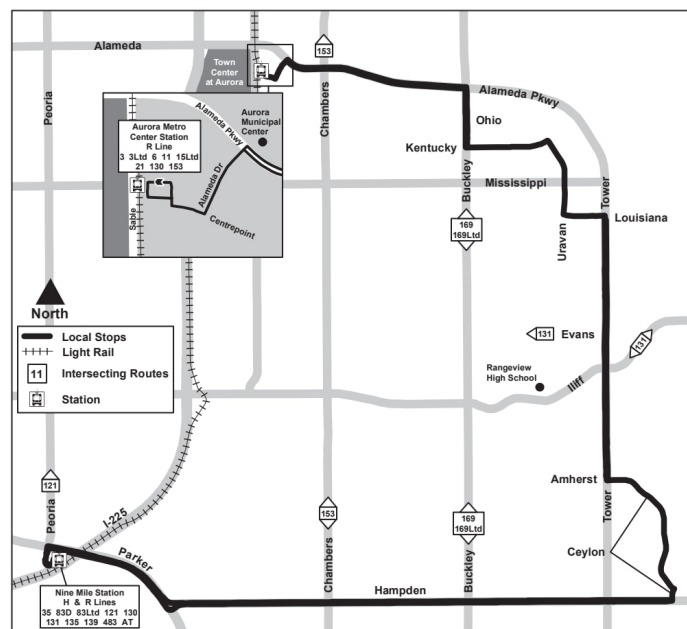 Alameda
Town
Center
at Aurora
153
Chambers
Alameda Pkwy
Peoria
Alameda Pkwy
Aurora
Municipal
Center
Aurora Metro
Center Station
R Line
3 3Ltd 6 11 15Ltd
21 130 153
Alameda Dr
Centrepoint
Sable
Ohio
Kentucky
Buckley
Mississippi
Tower
Louisiana
Uravan
169
169Ltd
North
Local Stops
Light Rail
11 Intersecting Routes
Station
131 Evans
131
Rangeview
High School
Iliff
121
Peoria
I-225
Amherst
Tower
153
Chambers
169
169Ltd
Buckley
Ceylon
Parker
Hampden
Nine Mile Station
H & R Lines
35 83D 83Ltd 121 130
131 135 139 483 AT